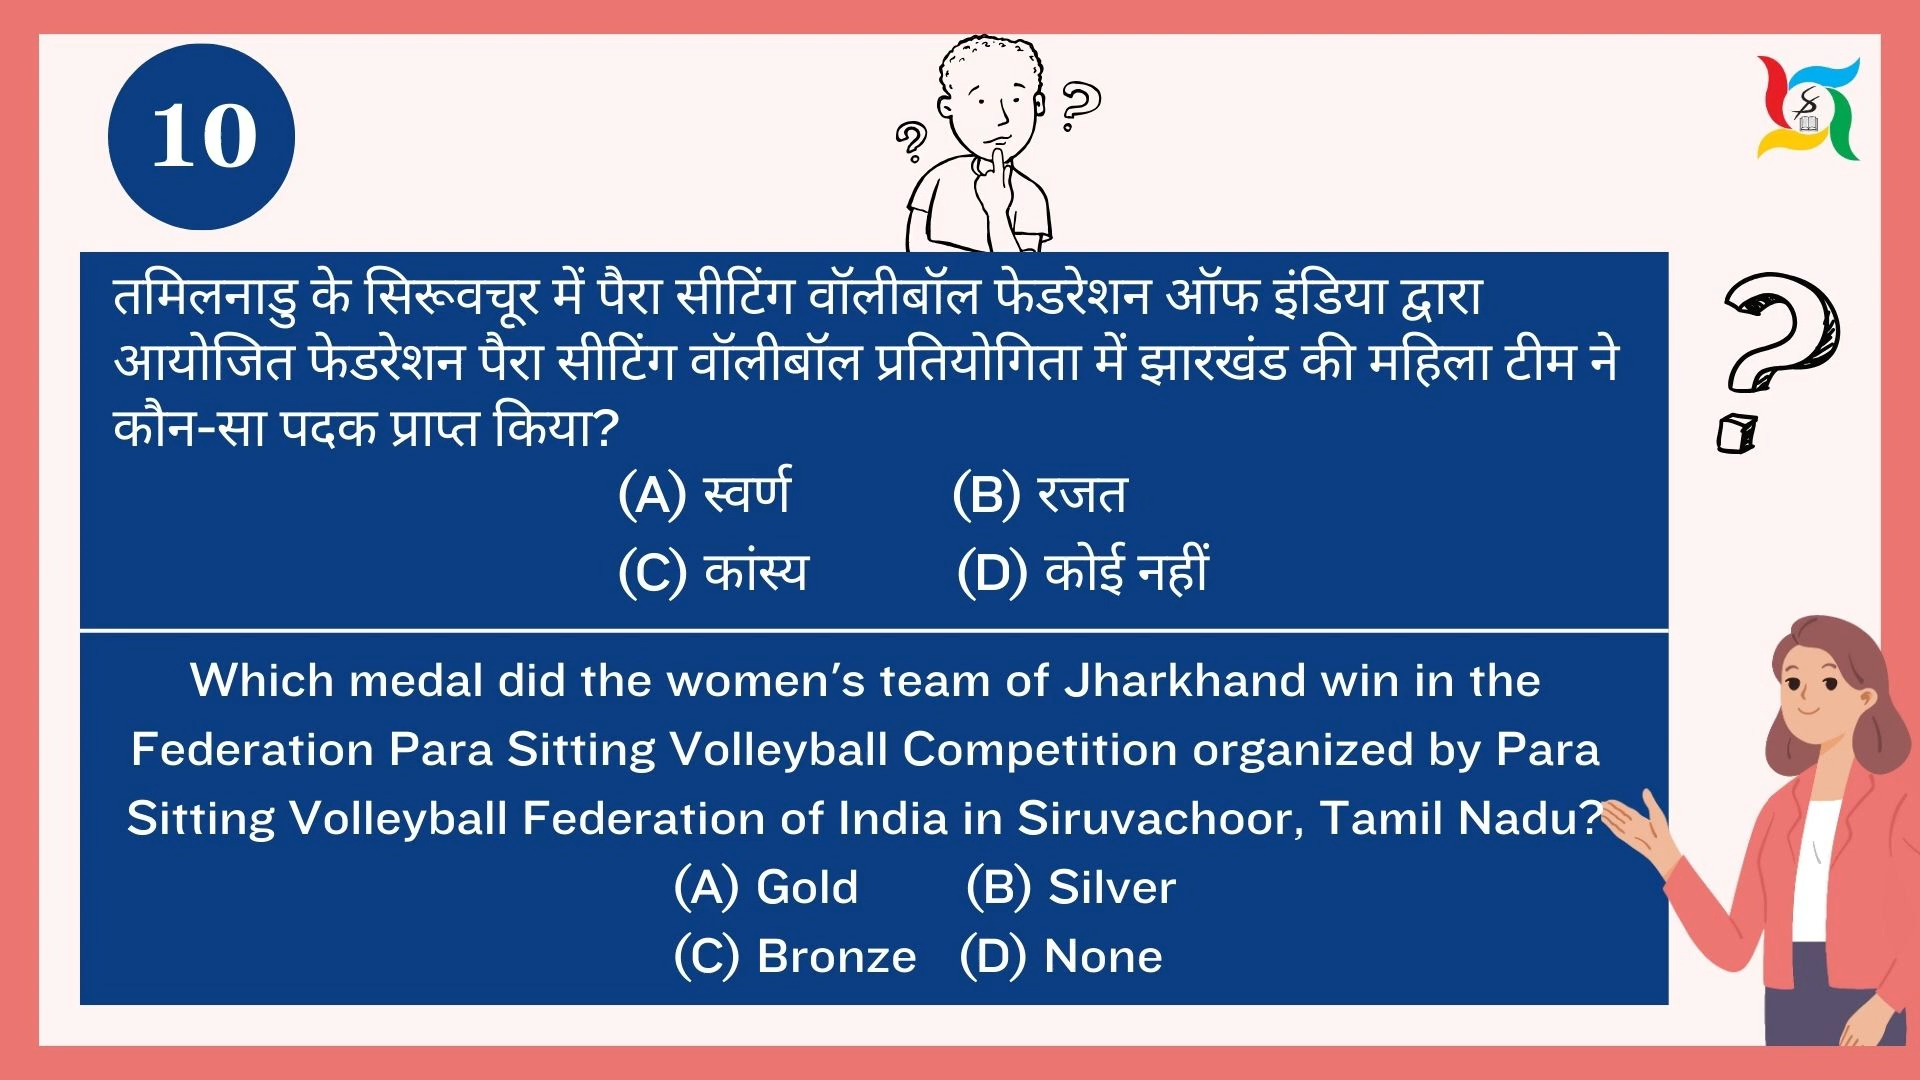 10
तमिलनाडु के सिरूवचूर में पैरा सीटिंग वॉलीबॉल फेडरेशन ऑफ इंडिया द्वारा
आयोजित फेडरेशन पैरा सीटिंग वॉलीबॉल प्रतियोगिता में झारखंड की महिला टीम ने
कौन-सा पदक प्राप्त किया?
(A) स्वर्ण (B) रजत
(C) कांस्य (D) कोई नहीं
Which medal did the women's team of Jharkhand win in the
Federation Para Sitting Volleyball Competition organized by Para
Sitting Volleyball Federation of India in Siruvachoor, Tamil Nadu?
(A) Gold (B) Silver
(C) Bronze (D) None